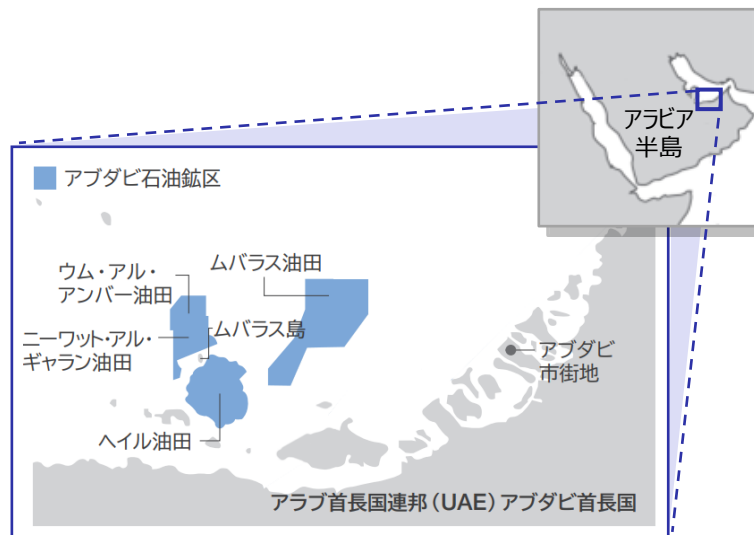 アラビア
半島
アブダビ石油鉱区
ムバラス油田
ウム・アル・
アンバー油田
ムバラス島
ニーワット・アル・
ギャラン油田
アブダビ
市街地
ヘイル油田
アラブ首長国連邦（UAE）アブダビ首長国